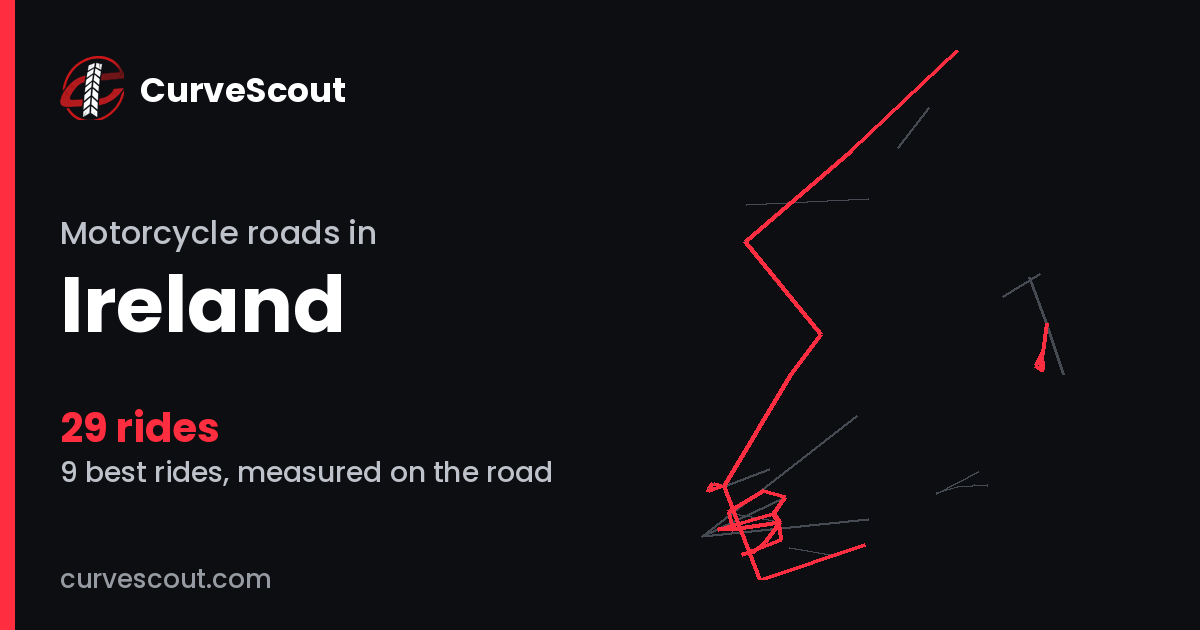 CurveScout
Motorcycle roads in
Ireland
29 rides
9 best rides, measured on the road
curvescout.com